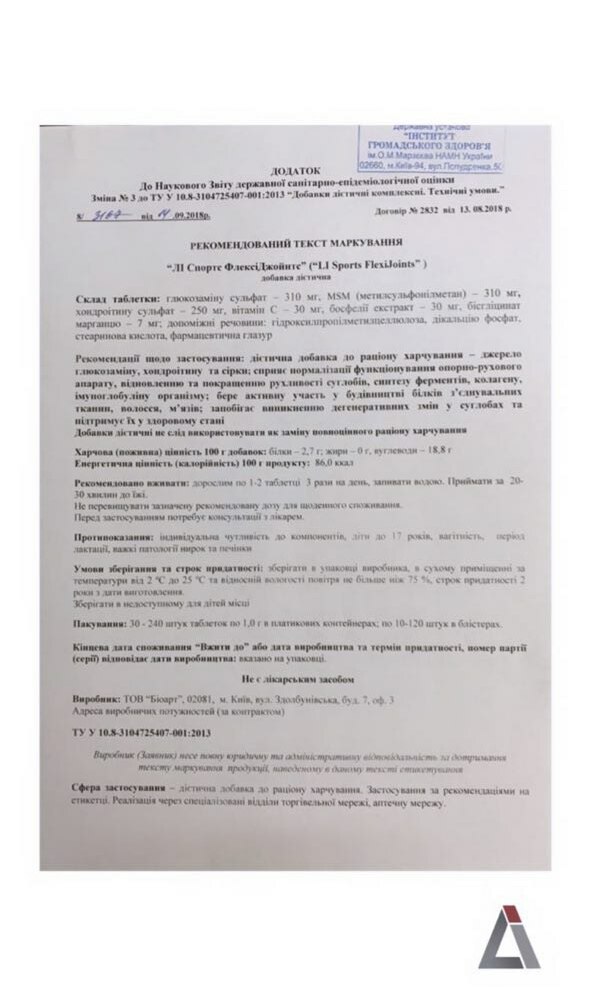 Державна установа
"ІНСТИТУТ
ГРОМАДСЬКОГО ЗДОРОВ'Я
ім.О.М.Марзєєва НАМН України
02660, м.Київ-94, вул.Попудренка,50
ДОДАТОК
До Наукового Звіту державної санітарно-епідеміологічної оцінки
Зміна № 3 до ТУ У 10.8-3104725407-001:2013 “Добавки дієтичні комплексні. Технічні умови.”
8/ 3167 від 14 .09.2018р.
Договір № 2832 від 13. 08.2018 р.
РЕКОМЕНДОВАНИЙ ТЕКСТ МАРКУВАННЯ
“ЛІ Спортс ФлексіДжойнтс” (“LI Sports FlexiJoints” )
добавка дієтична
Склад таблетки: глюкозаміну сульфат – 310 мг, MSM (метилсульфонілметан) – 310 мг,
хондроітину сульфат – 250 мг, вітамін С – 30 мг, босфелії екстракт – 30 мг, бісгліцинат
марганцю – 7 мг; допоміжні речовини: гідроксипропілметилцеллюлоза, дікальцію фосфат,
стеаринова кислота, фармацевтична глазур
Рекомендації щодо застосування: дієтична добавка до раціону харчування – джерело
глюкозаміну, хондроїтину та сірки; сприяє нормалізації функціонування опорно-рухового
апарату, відновленню та покращенню рухливості суглобів, синтезу ферментів, колагену,
імуноглобуліну організму; бере активну участь у будівництві білків з’єднувальних
тканин, волосся, м’язів; запобігає виникненню дегенеративних змін у суглобах та
підтримує їх у здоровому стані
Добавки дієтичні не слід використовувати як заміну повноцінного раціону харчування
Харчова (поживна) цінність 100 г добавок: білки – 2,7 г; жири – 0 г, вуглеводи – 18,8 г
Енергетична цінність (калорійність) 100 г продукту: 86,0 ккал
Рекомендовано вживати: дорослим по 1-2 таблетці 3 рази на день, запивати водою. Приймати за 20-
30 хвилин до їжі.
Не перевищувати зазначену рекомендовану дозу для щоденного споживання.
Перед застосуванням потребує консультації з лікарем.
Протипоказання: індивідуальна чутливість до компонентів, діти до 17 років, вагітність, період
лактації, важкі патології нирок та печінки
Умови зберігання та строк придатності: зберігати в упаковці виробника, в сухому приміщенні за
температури від 2 ºС до 25 ºС та відносній вологості повітря не більше ніж 75 %, строк придатності 2
роки з дати виготовлення.
Зберігати в недоступному для дітей місці
Пакування: 30 - 240 штук таблеток по 1,0 г в платикових контейнерах; по 10-120 штук в блістерах.
Кінцева дата споживання “Вжити до” або дата виробництва та термін придатності, номер партії
(серії) відповідає дати виробництва: вказано на упаковці.
Не є лікарським засобом
Виробник: ТОВ “Біоарт”, 02081, м. Київ, вул. Здолбунівська, буд. 7, оф. 3
Адреса виробничих потужностей (за контрактом)
ТУ У 10.8-3104725407-001:2013
Виробник (Заявник) несе повну юридичну та адміністративну відповідальність за дотримання
тексту маркування продукції, наведеному в даному тексті етикетування
Сфера застосування – дієтична добавка до раціону харчування. Застосування за рекомендаціями на
етикетці. Реалізація через спеціалізовані відділи торгівельної мережі, аптечну мережу.